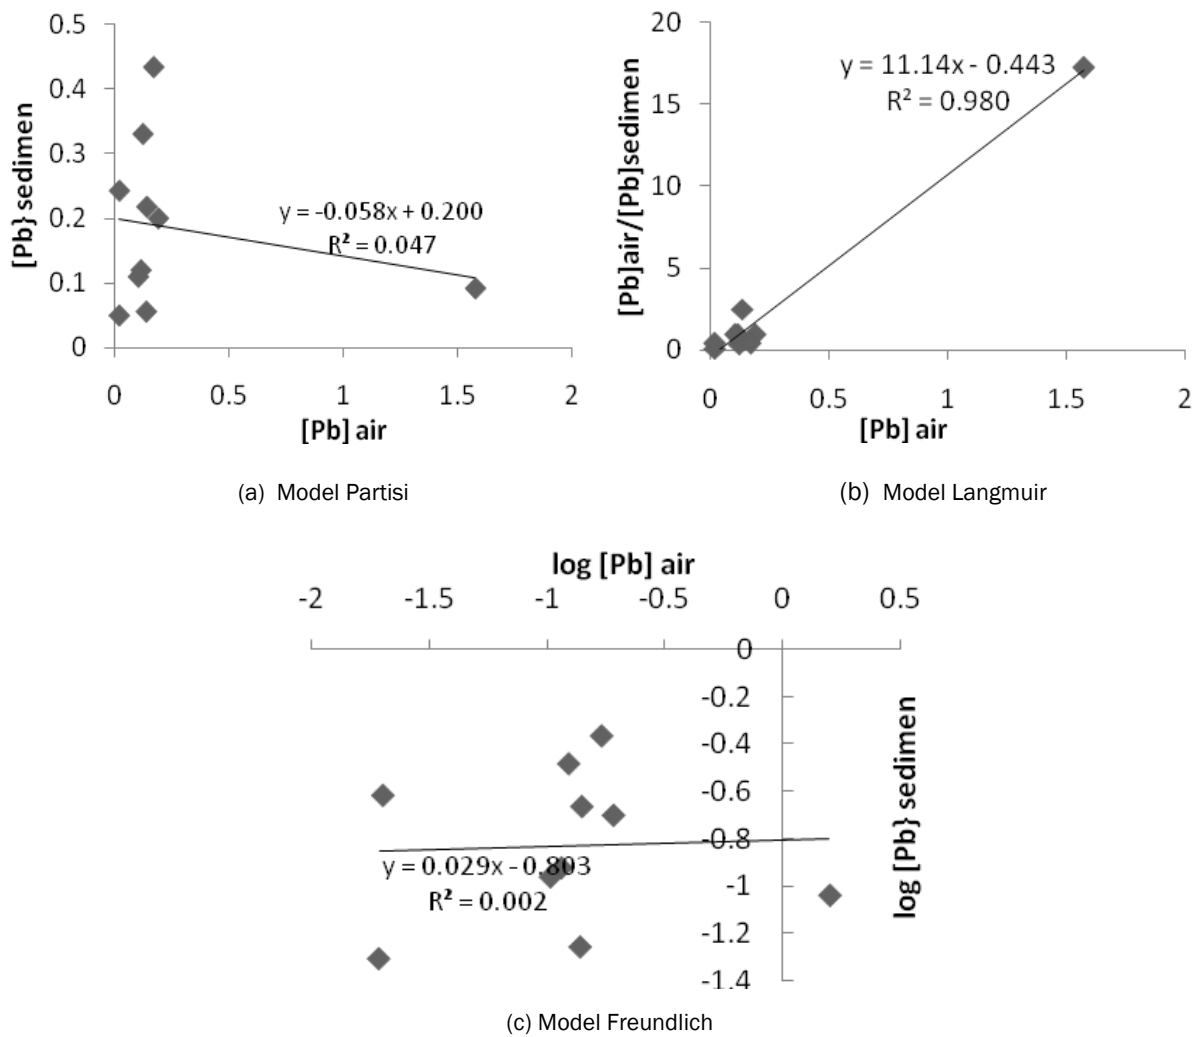 0.5
0.4
0.3
0.2
0.1
0
[Pb} sedimen
y = -0.058x + 0.200
R² = 0.047
0 0.5 1 1.5 2
[Pb] air
(a) Model Partisi
20
15
10
5
0
[Pb]air/[Pb]sedimen
y = 11.14x - 0.443
R² = 0.980
0 0.5 1 1.5 2
[Pb] air
(b) Model Langmuir
log [Pb] air
-2 -1.5 -1 -0.5 0 0.5
0
-0.2
-0.4
-0.6
-0.8
-1
-1.2
-1.4
log [Pb} sedimen
y = 0.029x - 0.803
R² = 0.002
(c) Model Freundlich